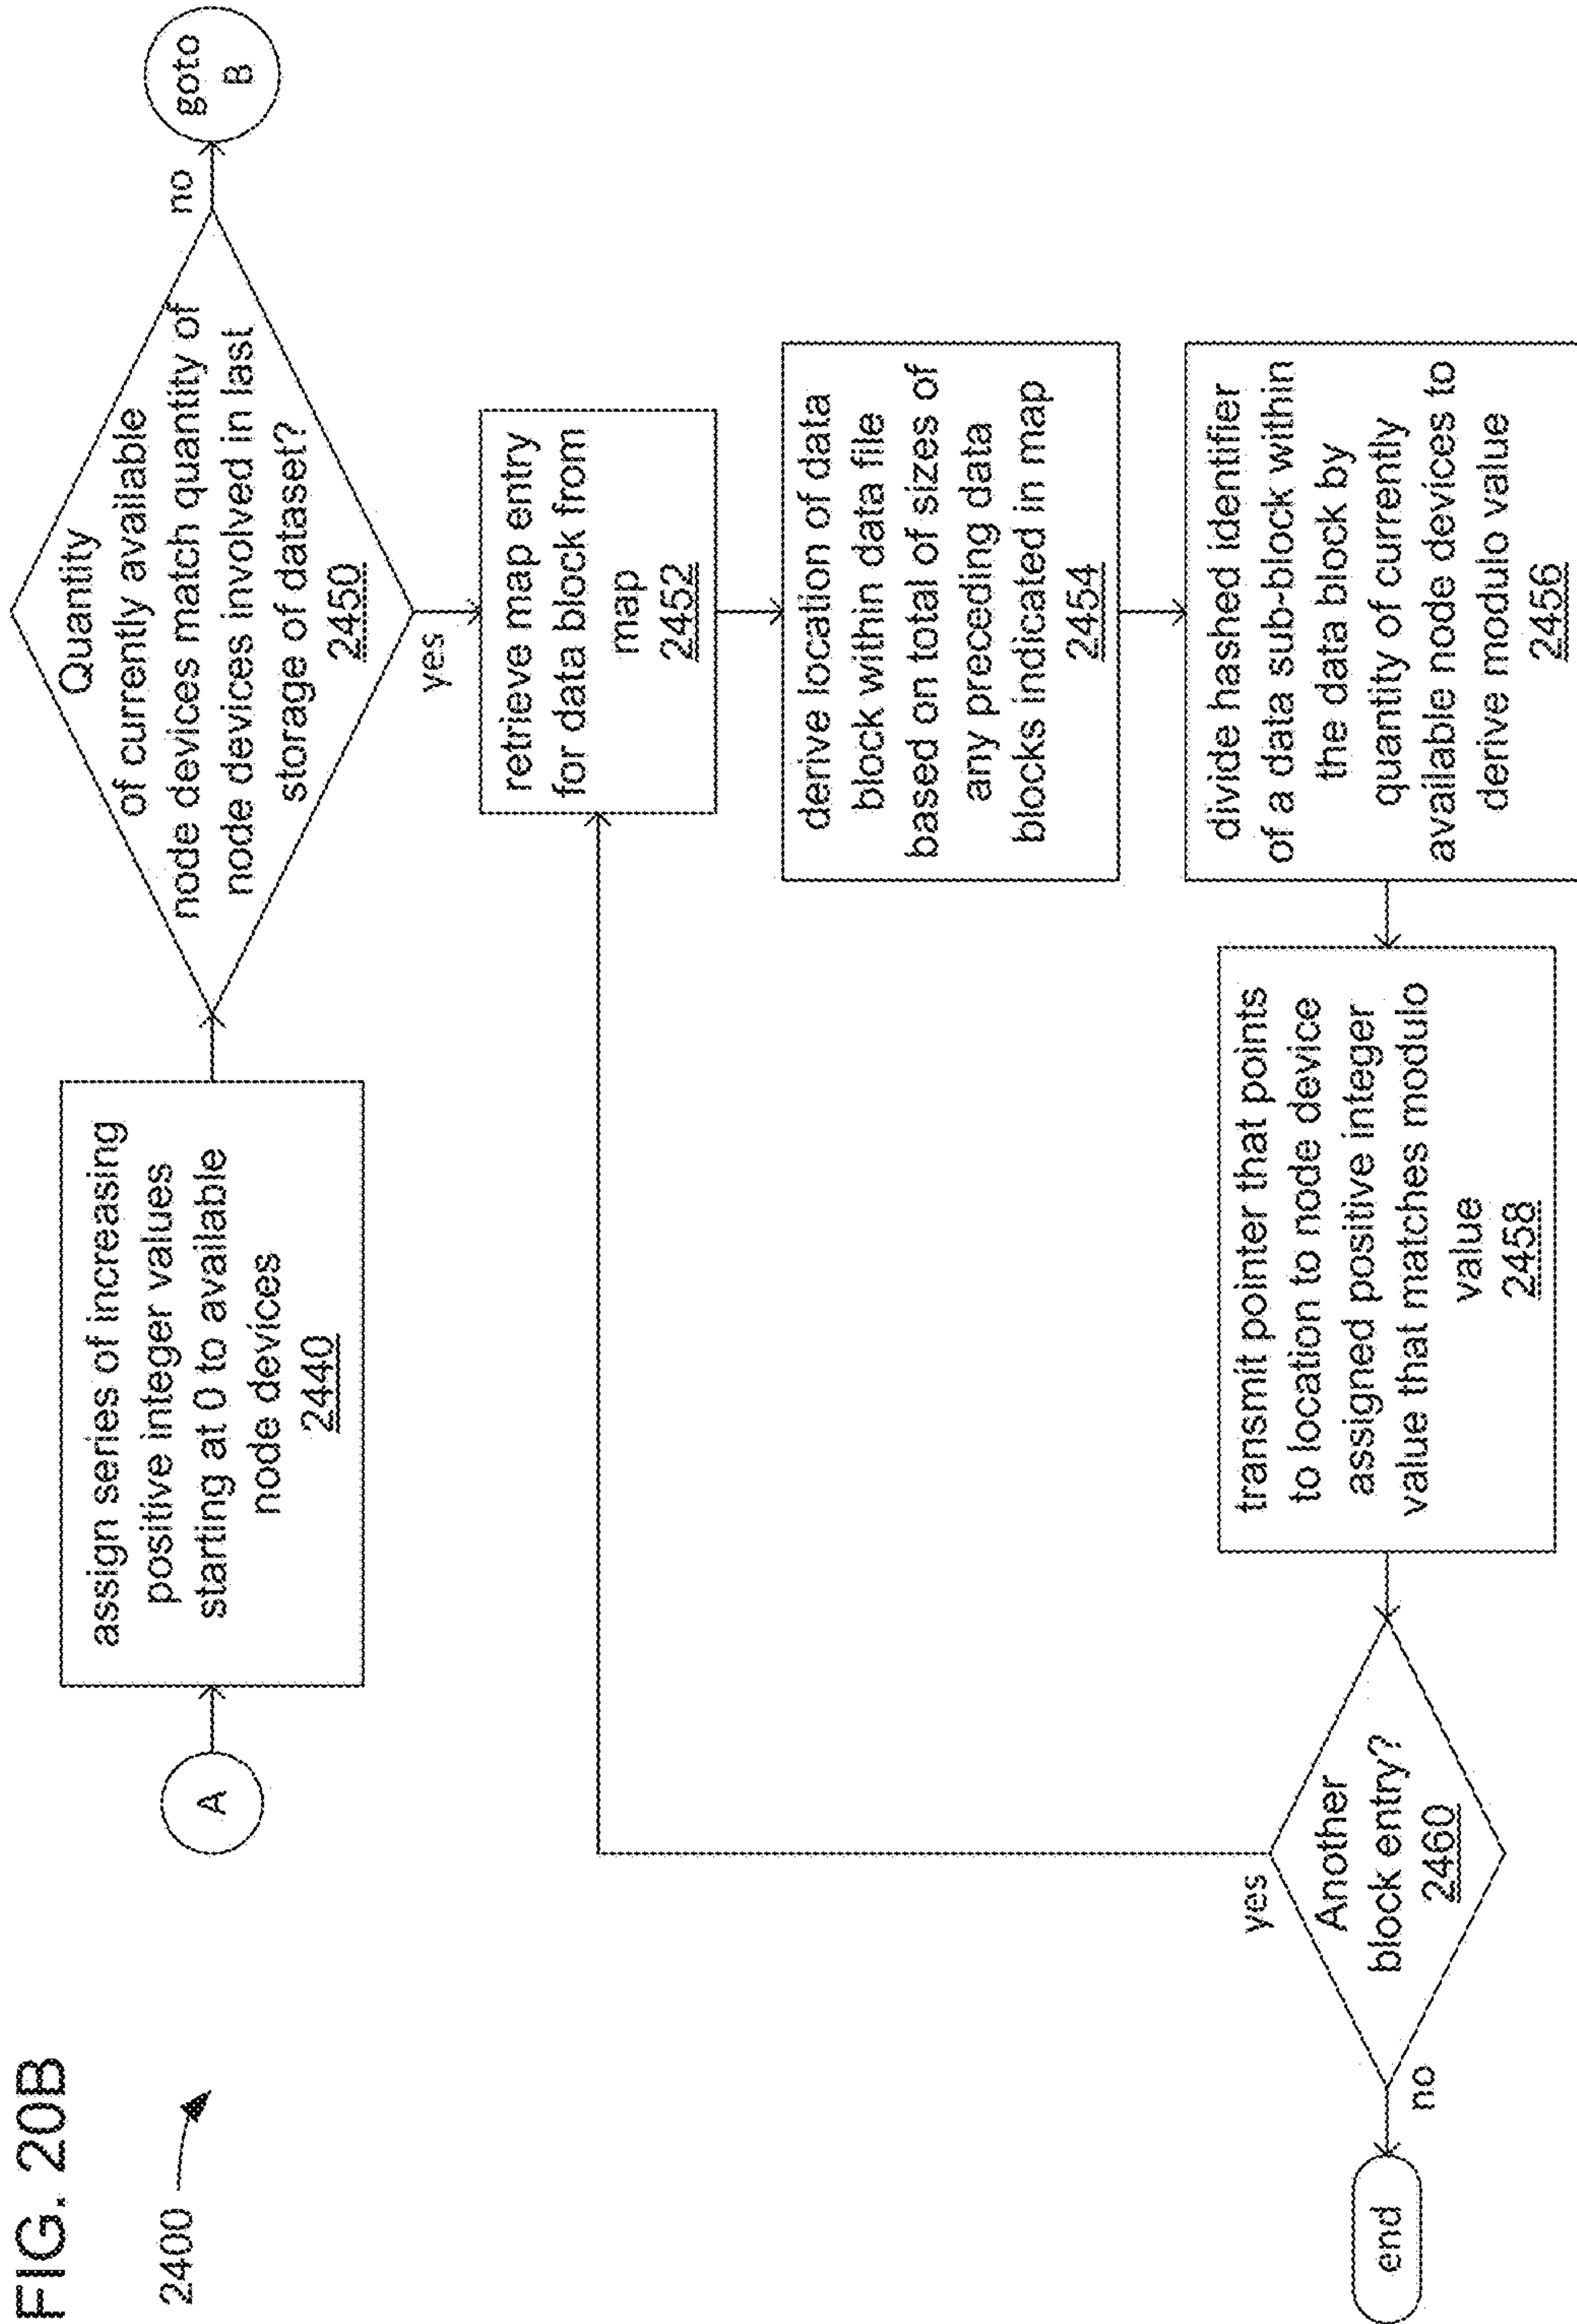 FIG. 20B
2400
A
assign series of increasing
positive integer values
starting at 0 to available
node devices
2440
Quantity
of currently available
node devices match quantity of
node devices involved in last
storage of dataset?
2450
no
goto
B
yes
retrieve map entry
for data block from
map
2452
derive location of data
block within data file
based on total of sizes of
any preceding data
blocks indicated in map
2454
divide hashed identifier
of a data sub-block within
the data block by
quantity of currently
available node devices to
derive modulo value
2456
transmit pointer that points
to location to node device
assigned positive integer
value that matches modulo
value
2458
Another
block entry?
2460
yes
no
end